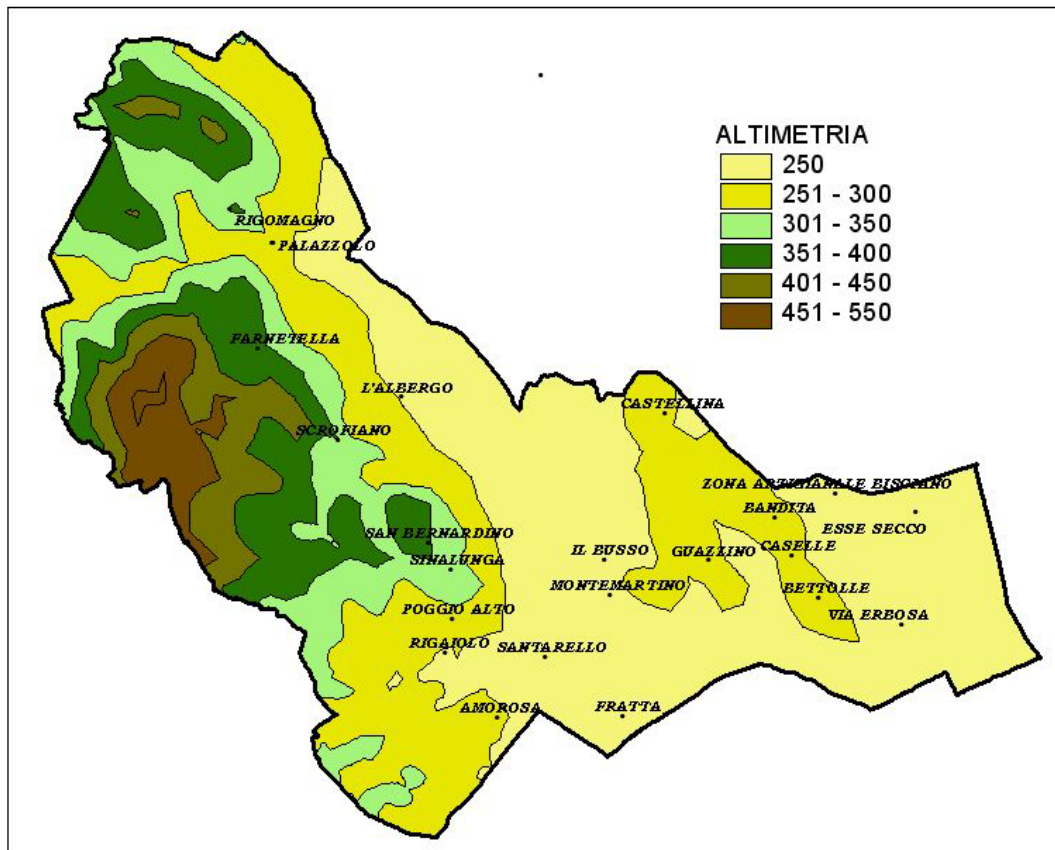 ALTIMETRIA
250
251 - 300
301 - 350
351 - 400
401 - 450
451 - 550
RIGOMAGNO
PALAZZOLO
FARNETELLA
L'ALBERGO
CASTELLINA
SCROFIANO
ZONA ARTIGIANALE BISCIANO
BANDITA
ESSE SECCO
SAN BERNARDINO
IL BUSSO
GUAZZINO
CASELLE
SINALUNGA
MONTEMARTINO
BETTOLLE
POGGIO ALTO
VIA ERBOSA
RIGAIOLO
SANTARELLO
AMOROSA
FRATTA